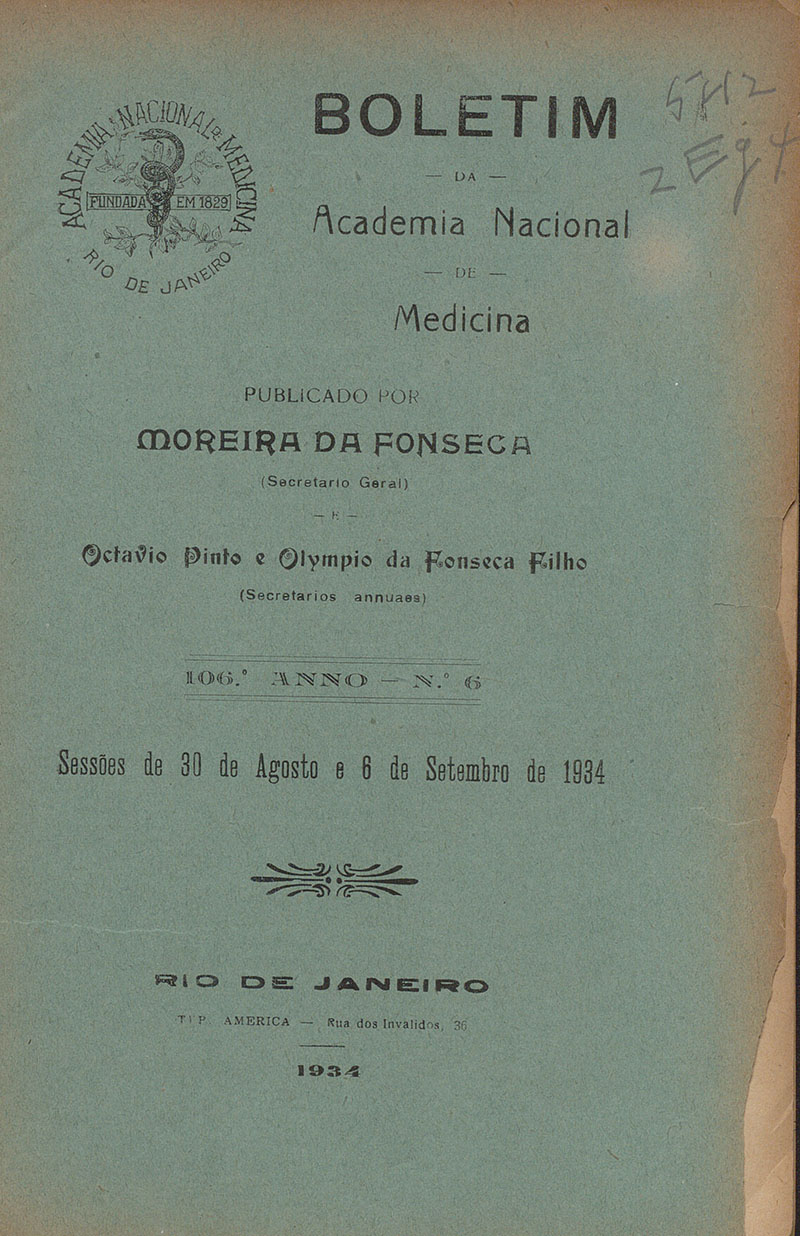 ACADEMIA NACIONAL DE MEDICINA
FUNDADA EM 1829
RIO DE JANEIRO
BOLETIM
— DA —
Academia Nacional
— DE —
Medicina
PUBLICADO POR
MOREIRA DA FONSECA
(Secretario Geral)
— E —
Octavio Pinto e Olympio da Fonseca Filho
(Secretarios annuaes)
106.º ANNO — N.º 6
Sessões de 30 de Agosto e 6 de Setembro de 1934
RIO DE JANEIRO
TYP. AMERICA — Rua dos Invalidos, 36
1934